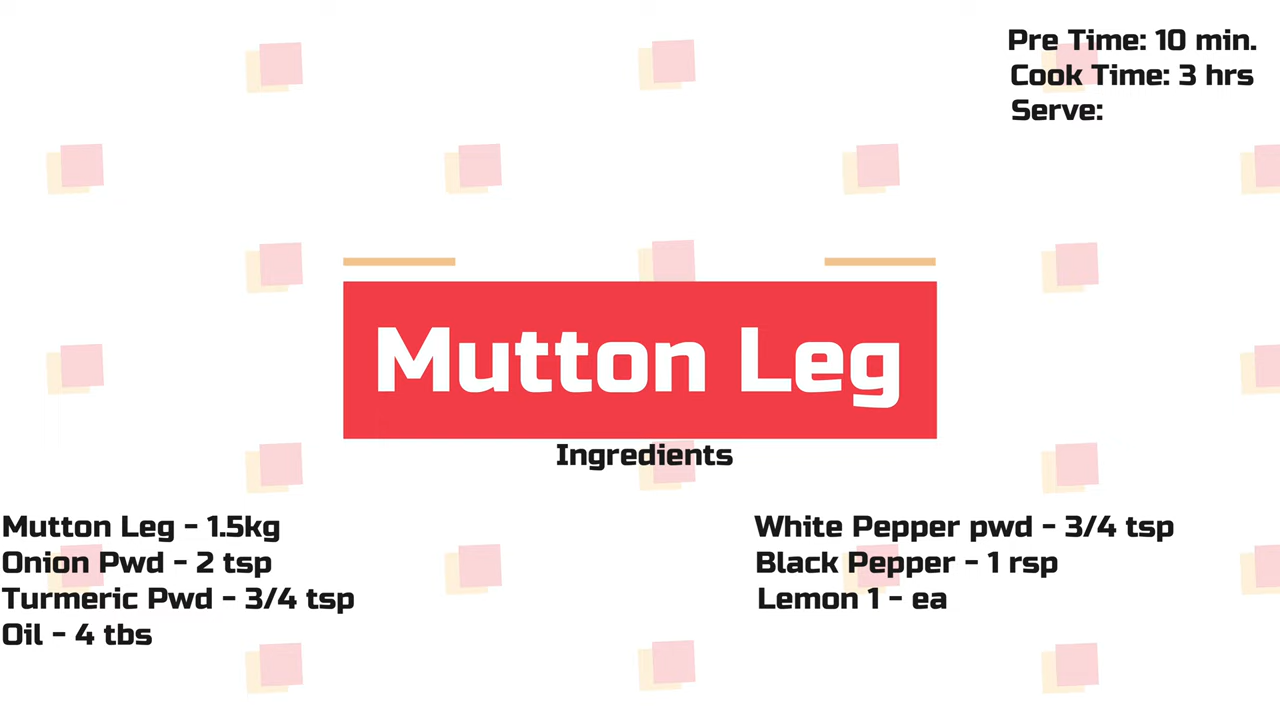 Pre Time: 10 min.
Cook Time: 3 hrs
Serve:
Mutton Leg
Ingredients
Mutton Leg - 1.5kg
Onion Pwd - 2 tsp
Turmeric Pwd - 3/4 tsp
Oil - 4 tbs
White Pepper pwd - 3/4 tsp
Black Pepper - 1 rsp
Lemon 1 - ea